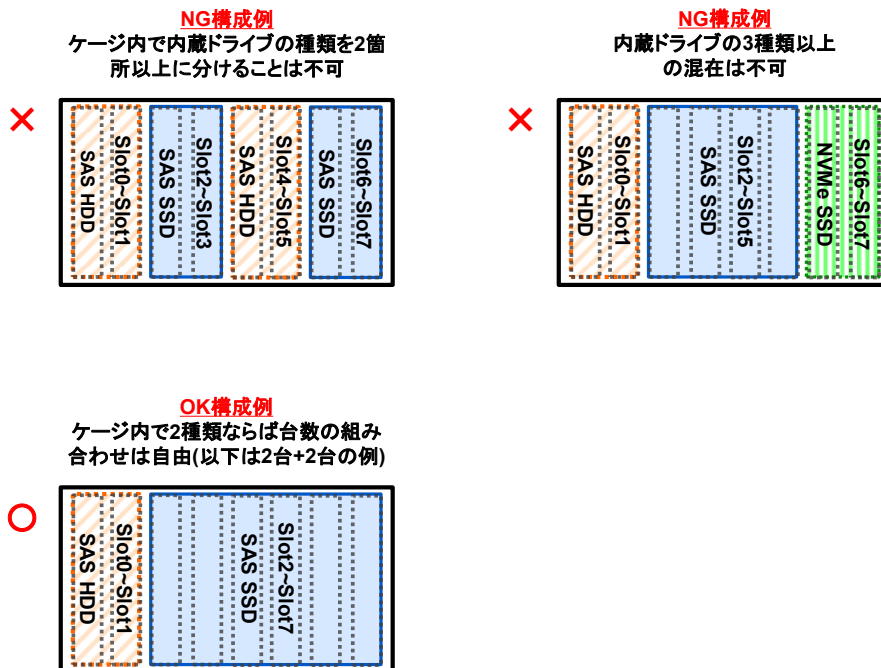 NG構成例
ケージ内で内蔵ドライブの種類を2箇
所以上に分けることは不可
×
Slot0~Slot1
SAS HDD
Slot2~Slot3
SAS SSD
Slot4~Slot5
SAS HDD
Slot6~Slot7
SAS SSD
NG構成例
内蔵ドライブの3種類以上
の混在は不可
×
Slot0~Slot1
SAS HDD
Slot2~Slot5
SAS SSD
Slot6~Slot7
NVMe SSD
OK構成例
ケージ内で2種類ならば台数の組み
合わせは自由(以下は2台+2台の例)
○
Slot0~Slot1
SAS HDD
Slot2~Slot7
SAS SSD